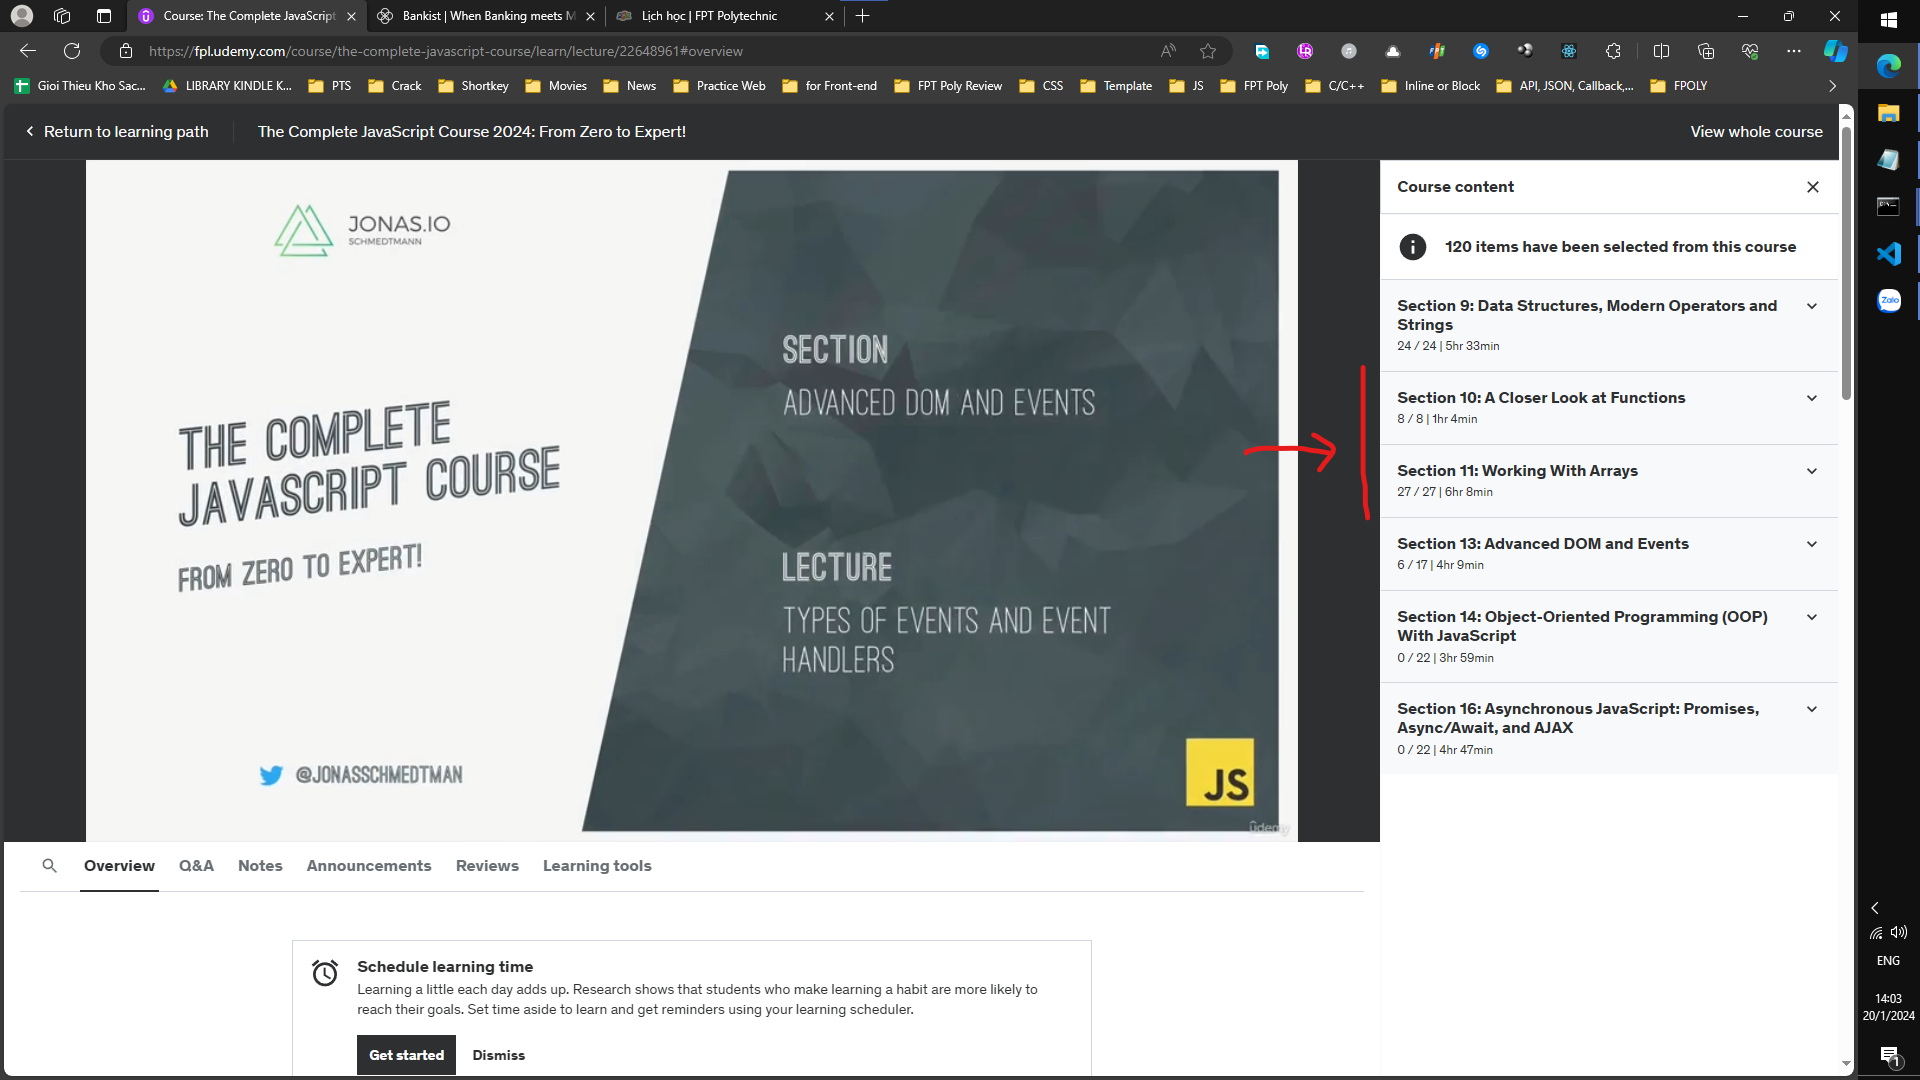 Course: The Complete JavaScript
Bankist | When Banking meets M
Lịch học | FPT Polytechnic
https://fpl.udemy.com/course/the-complete-javascript-course/learn/lecture/22648961#overview
Gioi Thieu Kho Sac...
LIBRARY KINDLE K...
PTS
Crack
Shortkey
Movies
News
Practice Web
for Front-end
FPT Poly Review
CSS
Template
JS
FPT Poly
C/C++
Inline or Block
API, JSON, Callback,...
FPOLY
Return to learning path
The Complete JavaScript Course 2024: From Zero to Expert!
View whole course
JONAS.IO
SCHMEDTMANN
THE COMPLETE
JAVASCRIPT COURSE
FROM ZERO TO EXPERT!
@JONASSCHMEDTMAN
SECTION
ADVANCED DOM AND EVENTS
LECTURE
TYPES OF EVENTS AND EVENT
HANDLERS
JS
ûdemy
Course content
120 items have been selected from this course
Section 9: Data Structures, Modern Operators and
Strings
24 / 24 | 5hr 33min
Section 10: A Closer Look at Functions
8 / 8 | 1hr 4min
Section 11: Working With Arrays
27 / 27 | 6hr 8min
Section 13: Advanced DOM and Events
6 / 17 | 4hr 9min
Section 14: Object-Oriented Programming (OOP)
With JavaScript
0 / 22 | 3hr 59min
Section 16: Asynchronous JavaScript: Promises,
Async/Await, and AJAX
0 / 22 | 4hr 47min
Overview
Q&A
Notes
Announcements
Reviews
Learning tools
Schedule learning time
Learning a little each day adds up. Research shows that students who make learning a habit are more likely to
reach their goals. Set time aside to learn and get reminders using your learning scheduler.
Get started
Dismiss
Zalo
ENG
14:03
20/1/2024
1